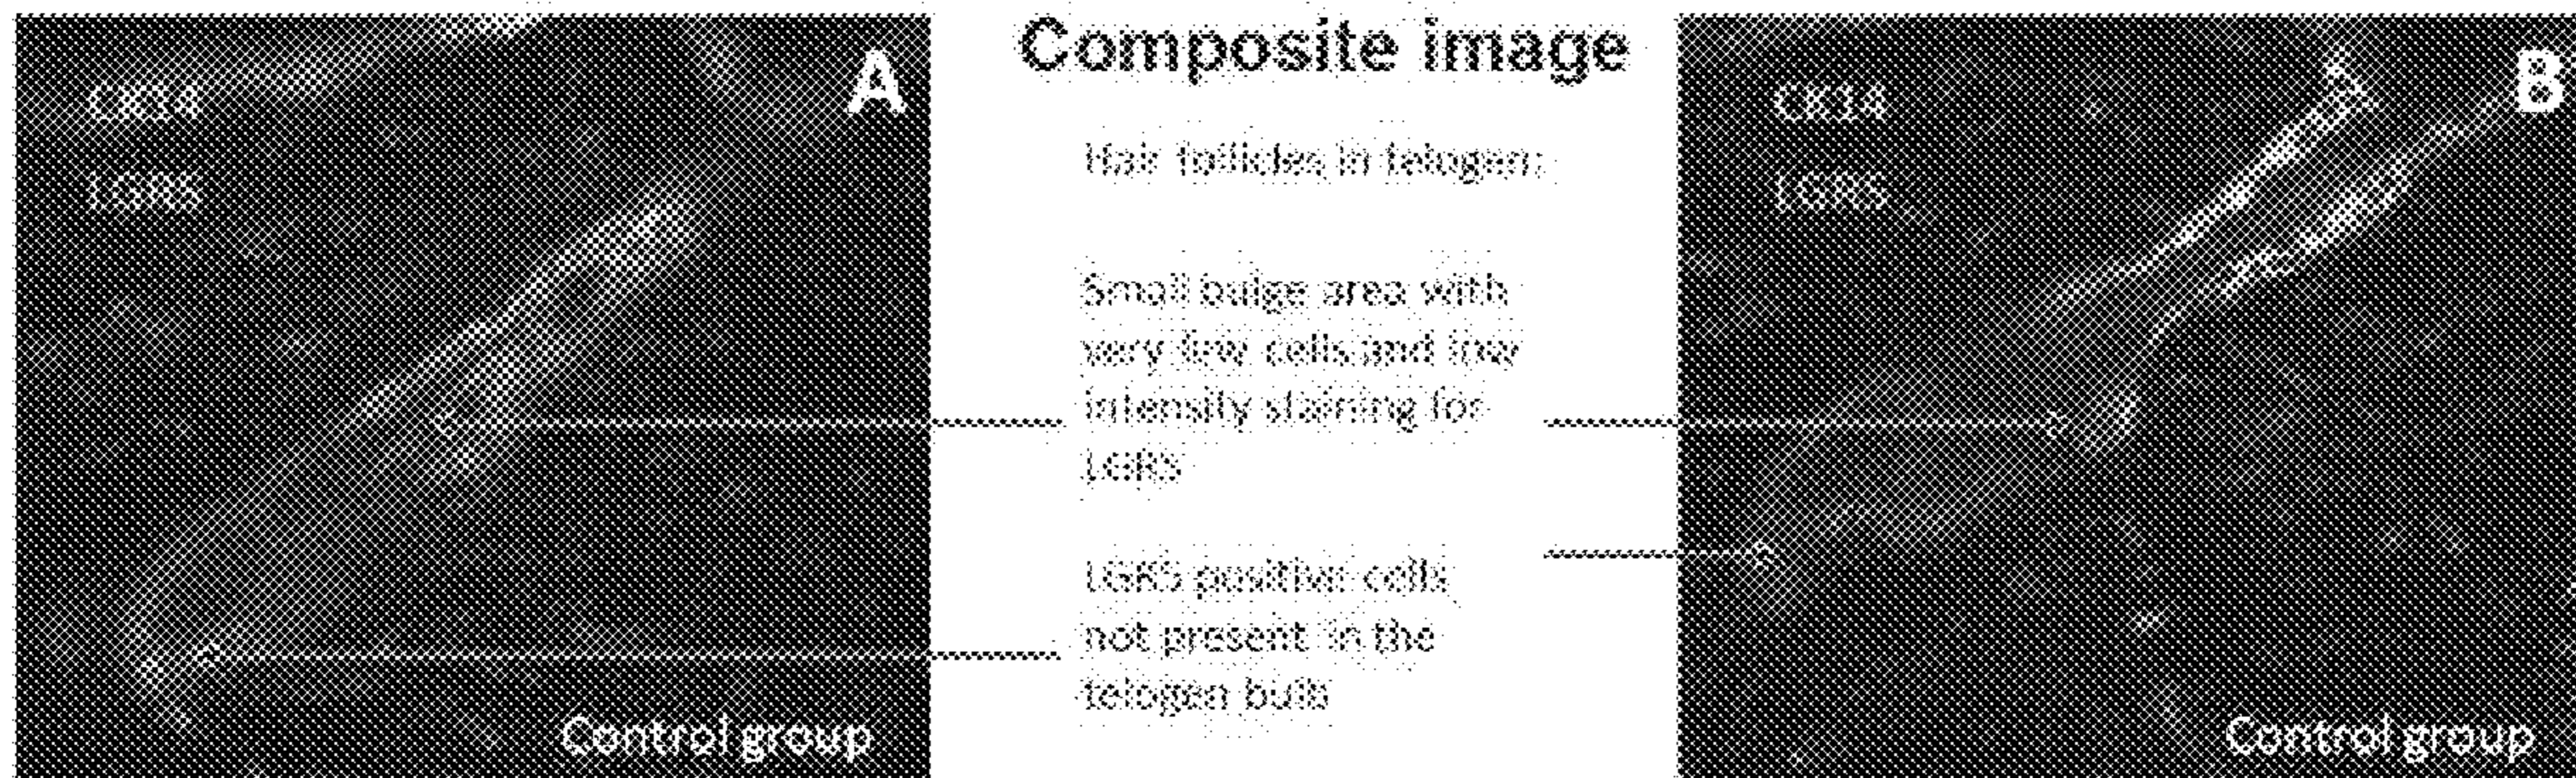 CK14
LGR5
A
Control group
Composite image
Hair follicles in telogen:
Small bulge area with
very few cells and low
intensity staining for
LGR5
LGR5 positive cells
not present in the
telogen bulb
CK14
LGR5
B
Control group